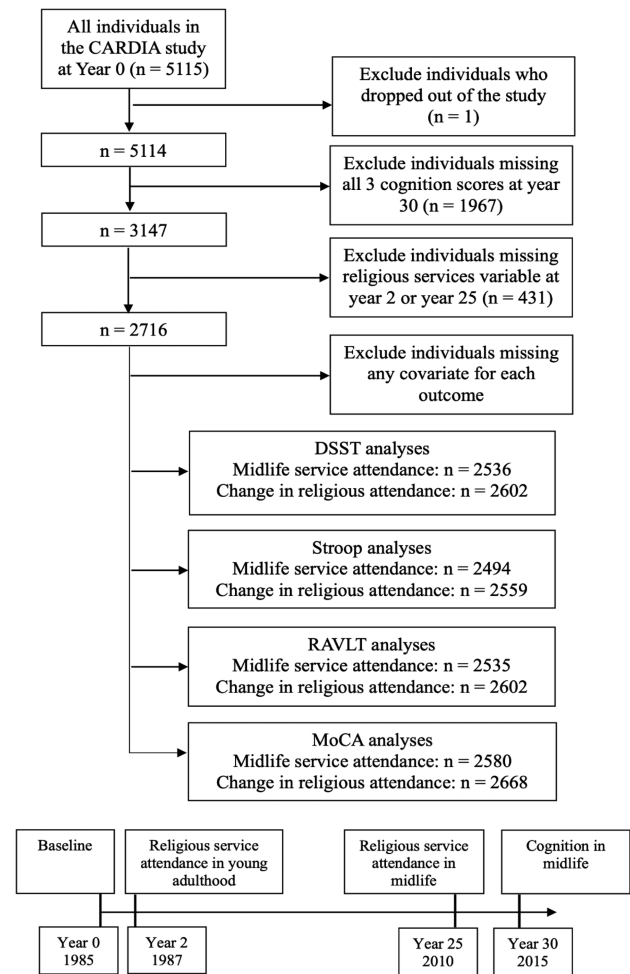 All individuals in
the CARDIA study
at Year 0 (n = 5115)
Exclude individuals who
dropped out of the study
(n = 1)
n = 5114
Exclude individuals missing
all 3 cognition scores at year
30 (n = 1967)
n = 3147
Exclude individuals missing
religious services variable at
year 2 or year 25 (n = 431)
n = 2716
Exclude individuals missing
any covariate for each
outcome
DSST analyses
Midlife service attendance: n = 2536
Change in religious attendance: n = 2602
Stroop analyses
Midlife service attendance: n = 2494
Change in religious attendance: n = 2559
RAVLT analyses
Midlife service attendance: n = 2535
Change in religious attendance: n = 2602
MoCA analyses
Midlife service attendance: n = 2580
Change in religious attendance: n = 2668
Baseline
Religious service
attendance in young
adulthood
Religious service
attendance in
midlife
Cognition in
midlife
Year 0
1985
Year 2
1987
Year 25
2010
Year 30
2015